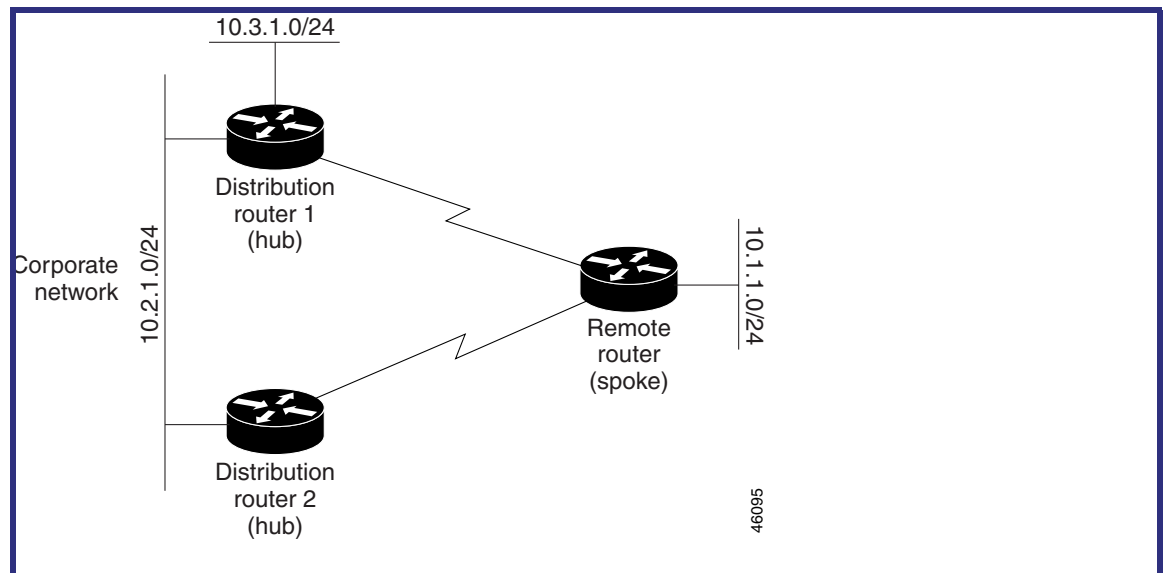 10.3.1.0/24
Distribution
router 1
(hub)
Corporate
network
10.2.1.0/24
10.1.1.0/24
Remote
router
(spoke)
Distribution
router 2
(hub)
46095